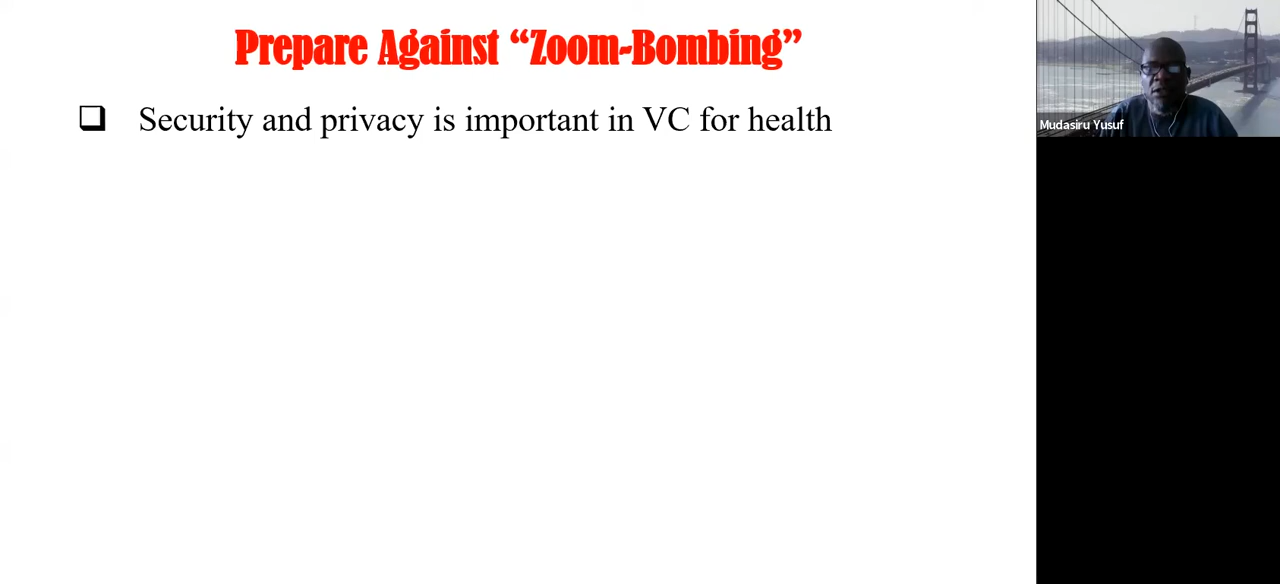 Prepare Against “Zoom-Bombing”
Security and privacy is important in VC for health
Mudasiru Yusuf